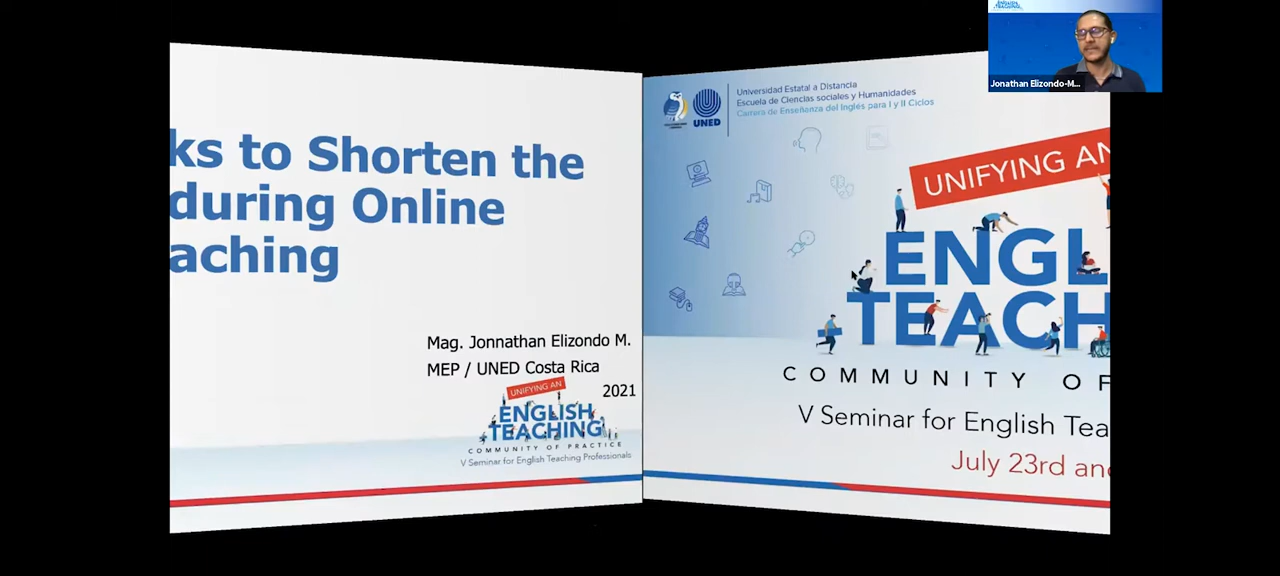 ks to Shorten the
during Online
aching
Mag. Jonnathan Elizondo M.
MEP / UNED Costa Rica
2021
UNIFYING AN
ENGLISH
TEACHING
COMMUNITY OF PRACTICE
V Seminar for English Teaching Professionals
UNED
Universidad Estatal a Distancia
Escuela de Ciencias sociales y Humanidades
Carrera de Enseñanza del Inglés para I y II Ciclos
UNIFYING AN
ENGL
TEACH
COMMUNITY OF
V Seminar for English Tea
July 23rd and
ENGLISH
TEACHING
Jonathan Elizondo-M...